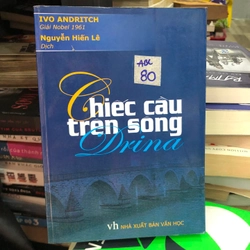 IVO ANDRITCH
Giải Nobel 1961
Nguyễn Hiến Lê
Dịch
80
Chiếc cầu
trên sông
Drina
vh NHÀ XUẤT BẢN VĂN HỌC